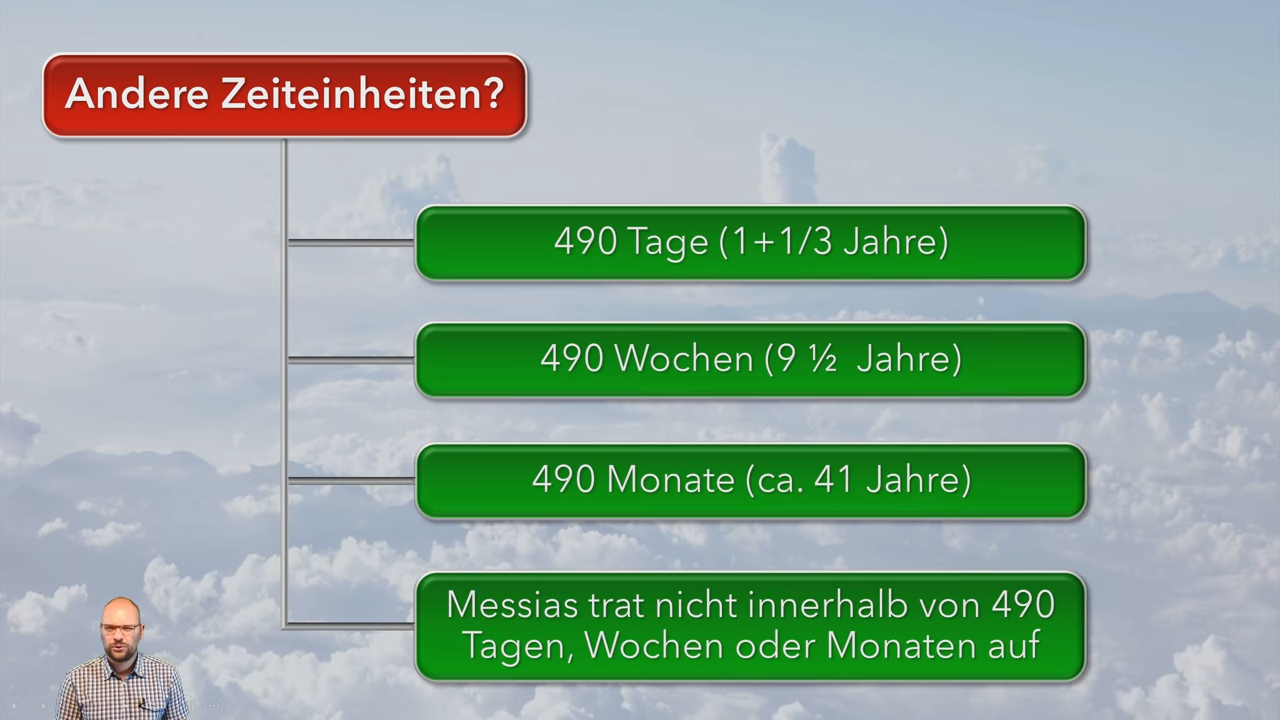 Andere Zeiteinheiten?
490 Tage (1+1/3 Jahre)
490 Wochen (9 ½  Jahre)
490 Monate (ca. 41 Jahre)
Messias trat nicht innerhalb von 490
Tagen, Wochen oder Monaten auf